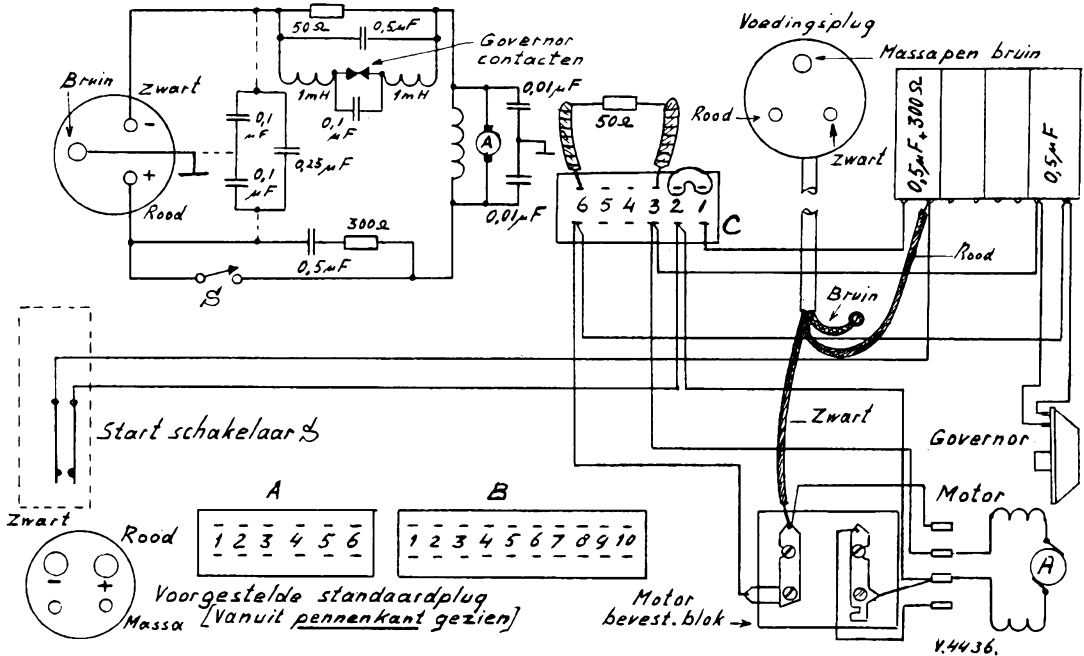 50Ω
0,5µF
Governor
contacten
Bruin
Zwart
1mH
1mH
0,1
µF
0,01µF
-
+
0,1
µF
0,25µF
0,1
µF
A
0,01µF
Rood
300Ω
0,5µF
S
Voedingsplug
Massapen bruin
Rood
Zwart
50Ω
6 5 4 3 2 1
C
0,5µF + 300Ω
0,5µF
Rood
Bruin
Start schakelaar S
Zwart
Governor
A
B
Motor
Zwart
Rood
1 2 3 4 5 6
1 2 3 4 5 6 7 8 9 10
- +
Massa
Voorgestelde standaardplug
[Vanuit pennenkant gezien]
Motor
bevest.blok
A
V.4436.